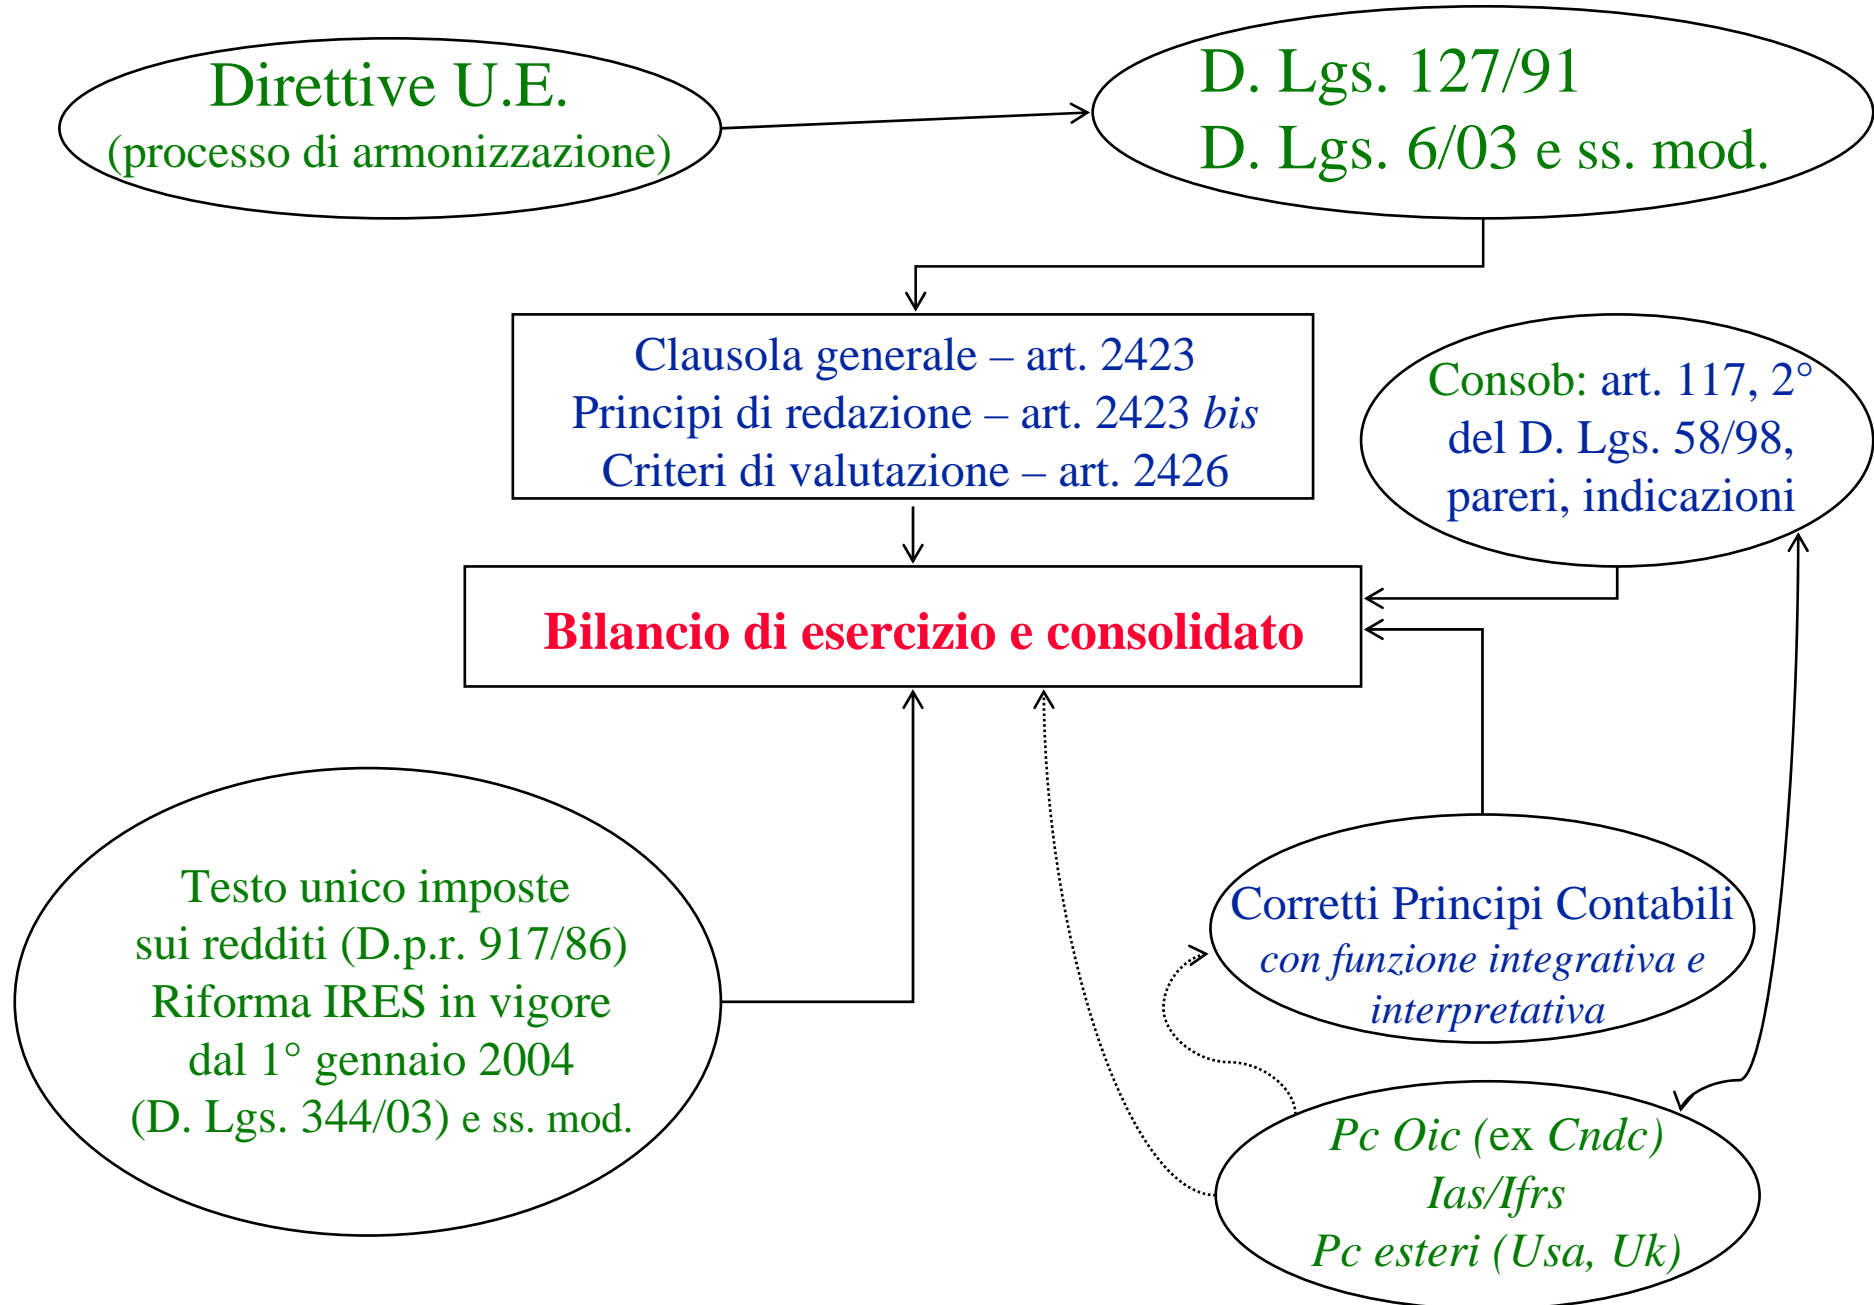 Direttive U.E.
(processo di armonizzazione)
D. Lgs. 127/91
D. Lgs. 6/03 e ss. mod.
Clausola generale – art. 2423
Principi di redazione – art. 2423 bis
Criteri di valutazione – art. 2426
Consob: art. 117, 2°
del D. Lgs. 58/98,
pareri, indicazioni
Bilancio di esercizio e consolidato
Testo unico imposte
sui redditi (D.p.r. 917/86)
Riforma IRES in vigore
dal 1° gennaio 2004
(D. Lgs. 344/03) e ss. mod.
Corretti Principi Contabili
con funzione integrativa e
interpretativa
Pc Oic (ex Cndc)
Ias/Ifrs
Pc esteri (Usa, Uk)